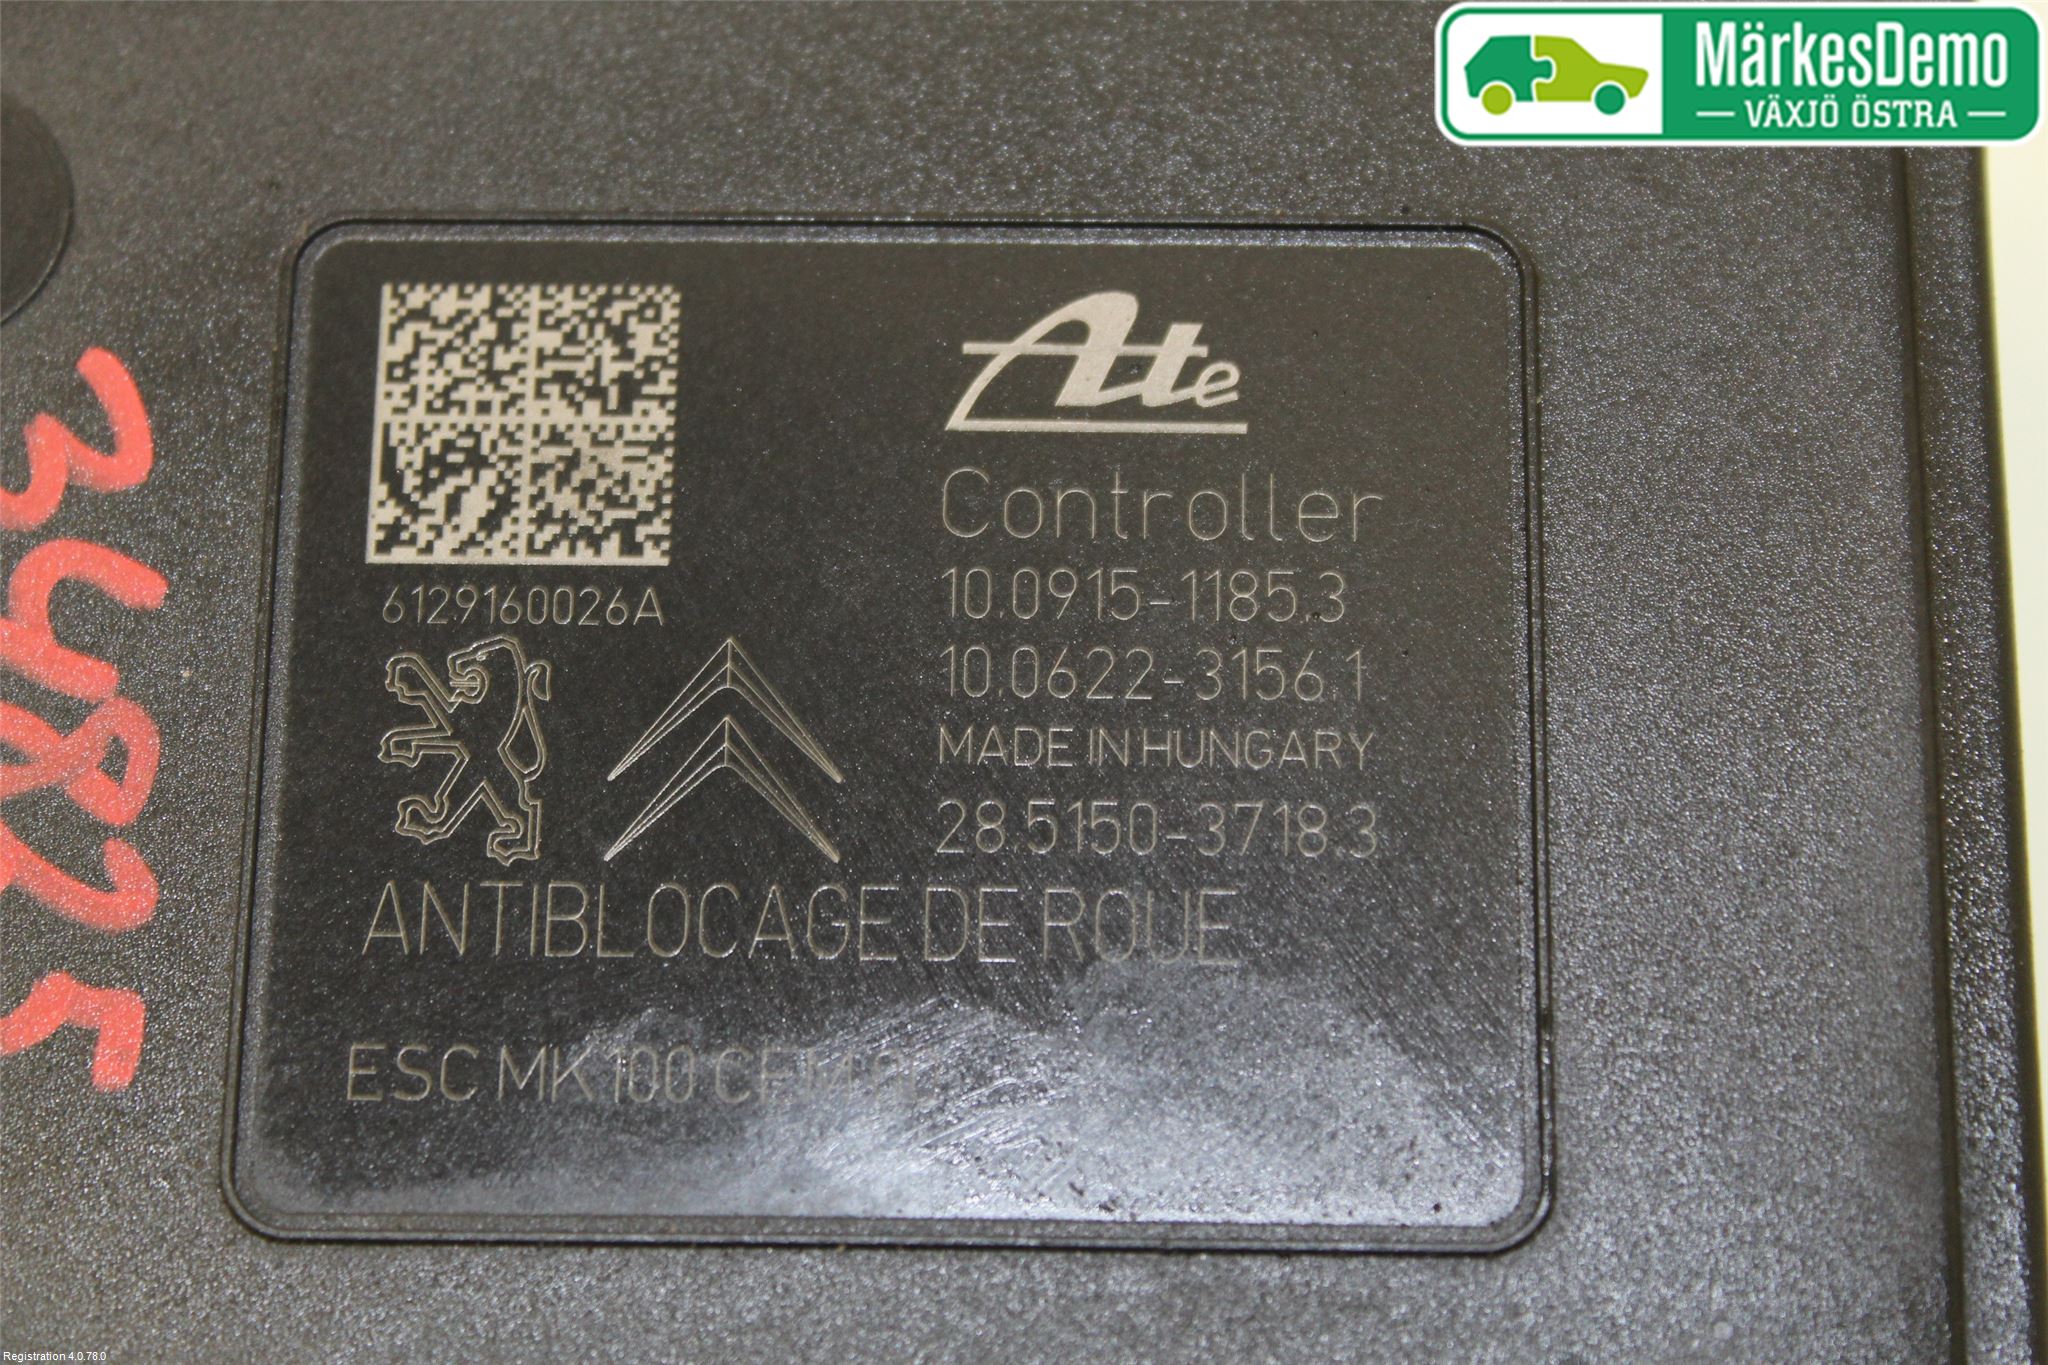 MärkesDemo
— VÄXJÖ ÖSTRA —
Ate
Controller
6129160026A
10.0915-1185.3
10.0622-3156.1
MADE IN HUNGARY
28.5150-3718.3
ANTIBLOCAGE DE ROUE
ESC MK100
34825
Registration 4.0.78.0